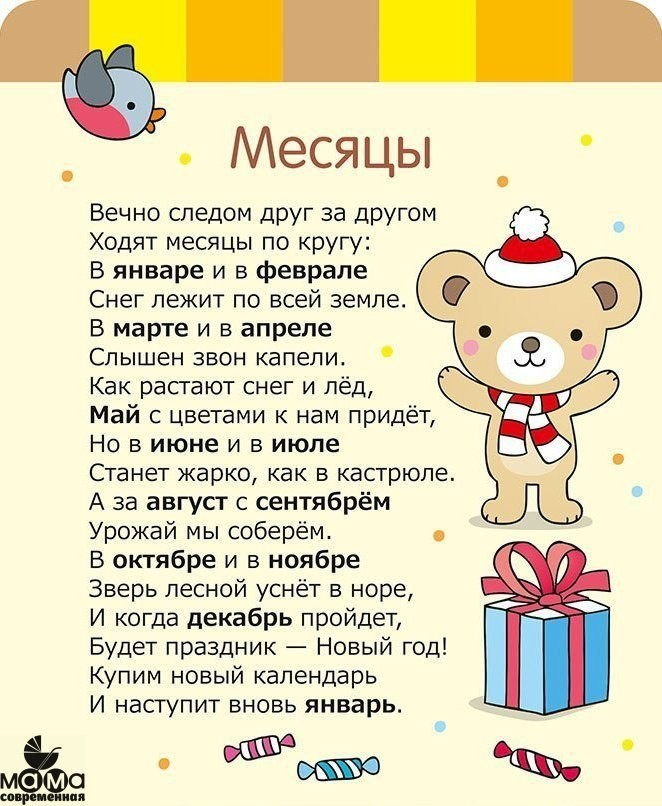 Месяцы
Вечно следом друг за другом
Ходят месяцы по кругу:
В январе и в феврале
Снег лежит по всей земле.
В марте и в апреле
Слышен звон капели.
Как растают снег и лёд,
Май с цветами к нам придёт,
Но в июне и в июле
Станет жарко, как в кастрюле.
А за август с сентябрём
Урожай мы соберём.
В октябре и в ноябре
Зверь лесной уснёт в норе,
И когда декабрь пройдет,
Будет праздник — Новый год!
Купим новый календарь
И наступит вновь январь.
мама
современная